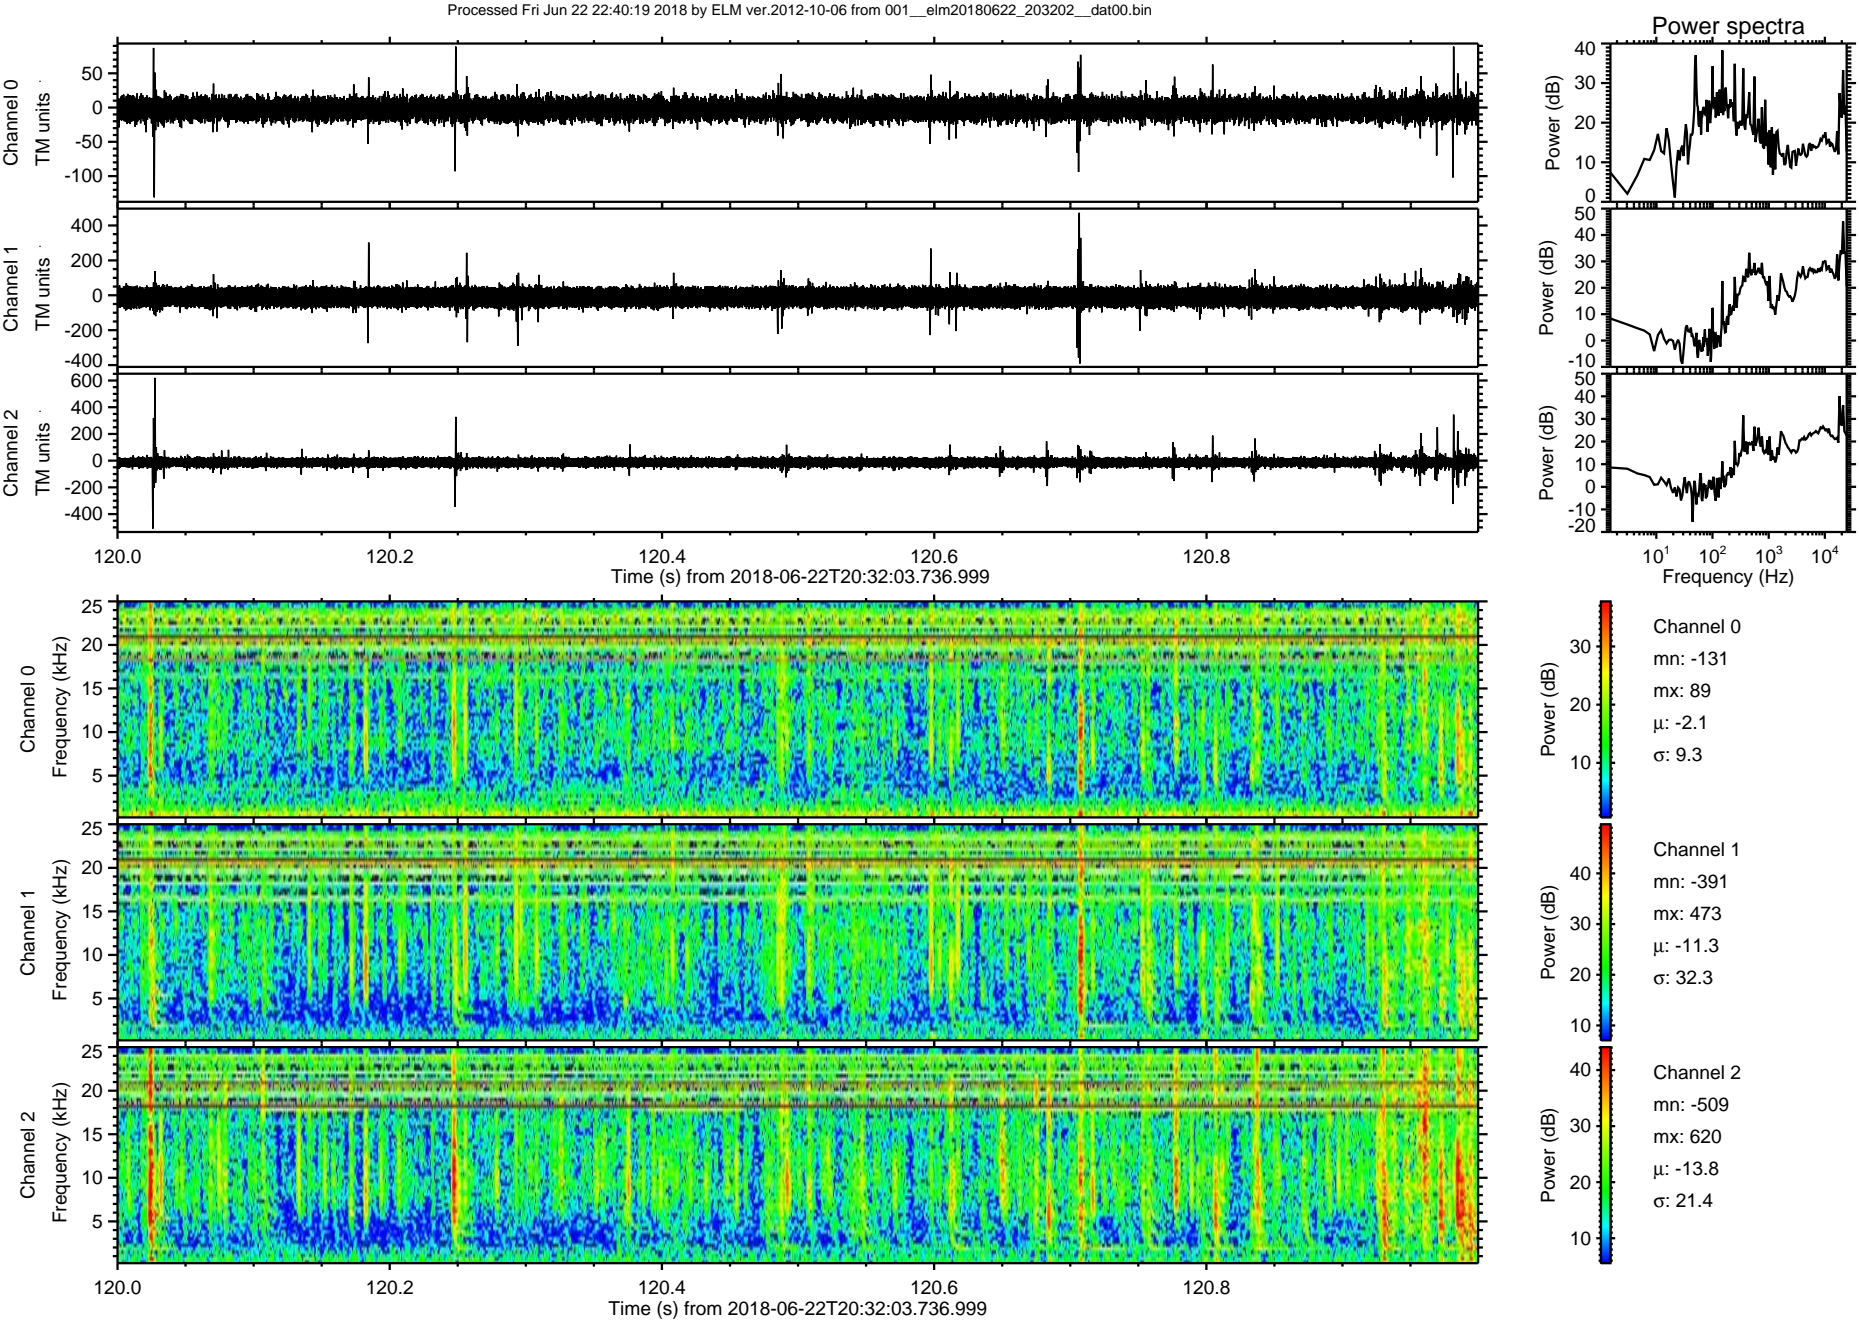 Processed Fri Jun 22 22:40:19 2018 by ELM ver.2012-10-06 from 001__elm20180622_203202__dat00.bin
Power spectra
Channel 0
TM units
50
0
-50
-100
Power (dB)
40
30
20
10
0
Channel 1
TM units
400
200
0
-200
-400
Power (dB)
50
40
30
20
10
0
-10
Channel 2
TM units
600
400
200
0
-200
-400
Power (dB)
50
40
30
20
10
0
-10
-20
120.0 120.2 120.4 120.6 120.8
Time (s) from 2018-06-22T20:32:03.736.999
10^1 10^2 10^3 10^4
Frequency (Hz)
Channel 0
Frequency (kHz)
25
20
15
10
5
Power (dB)
30
20
10
Channel 0
mn: -131
mx: 89
μ: -2.1
σ: 9.3
Channel 1
Frequency (kHz)
25
20
15
10
5
Power (dB)
40
30
20
10
Channel 1
mn: -391
mx: 473
μ: -11.3
σ: 32.3
Channel 2
Frequency (kHz)
25
20
15
10
5
Power (dB)
40
30
20
10
Channel 2
mn: -509
mx: 620
μ: -13.8
σ: 21.4
120.0 120.2 120.4 120.6 120.8
Time (s) from 2018-06-22T20:32:03.736.999